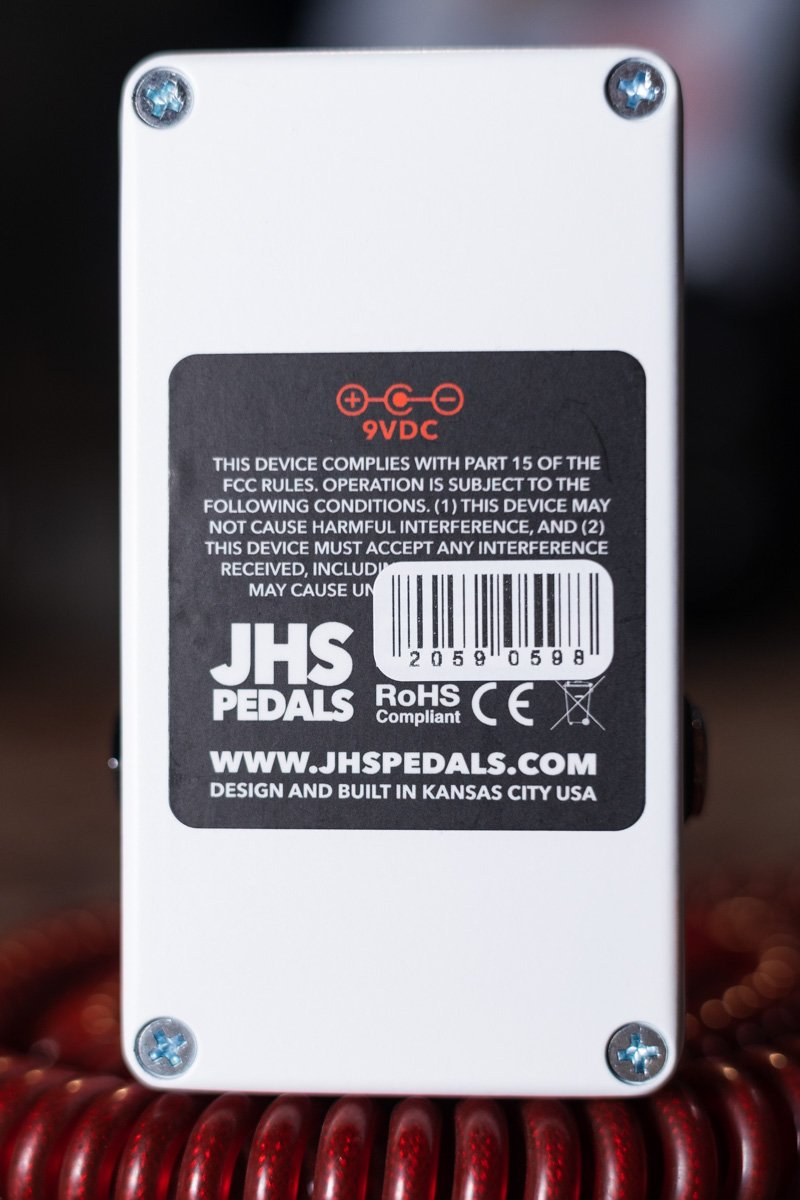 9VDC
THIS DEVICE COMPLIES WITH PART 15 OF THE
FCC RULES. OPERATION IS SUBJECT TO THE
FOLLOWING CONDITIONS. (1) THIS DEVICE MAY
NOT CAUSE HARMFUL INTERFERENCE, AND (2)
THIS DEVICE MUST ACCEPT ANY INTERFERENCE
RECEIVED,
MAY CAUSE
2059 0598
JHS
PEDALS
RoHS
Compliant
CE
WWW.JHSPEDALS.COM
DESIGN AND BUILT IN KANSAS CITY USA